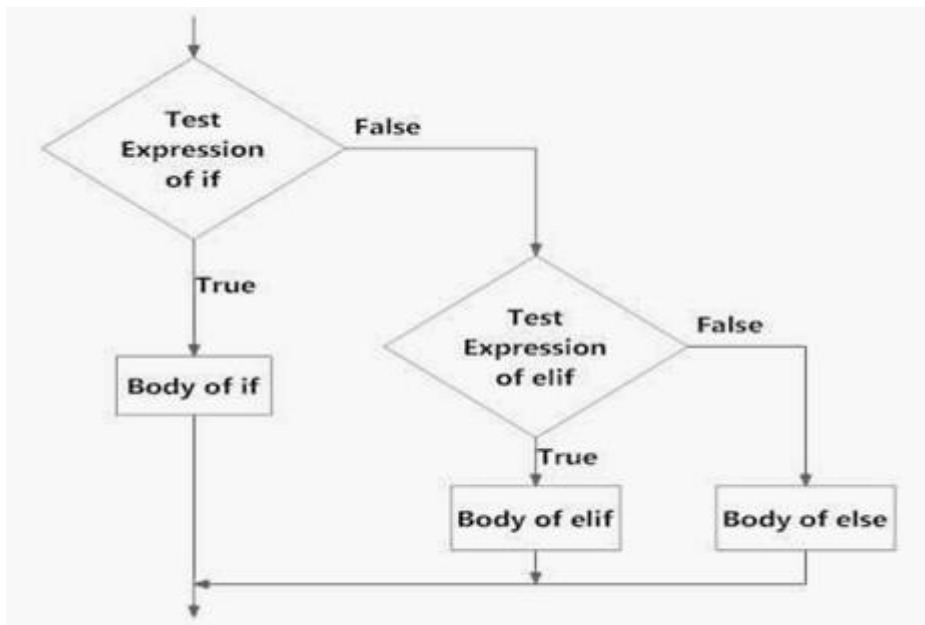 Test
Expression
of if
False
True
Body of if
Test
Expression
of elif
False
True
Body of elif
Body of else